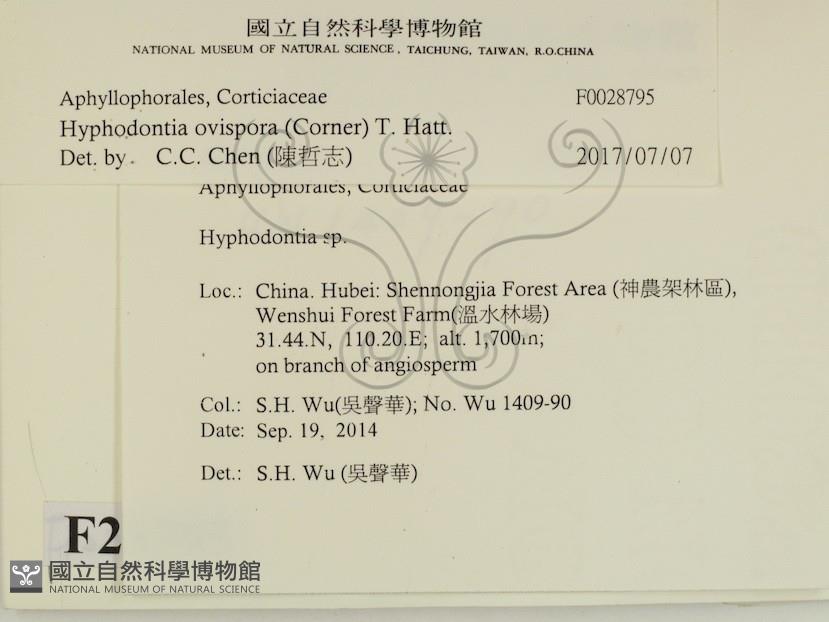 國立自然科學博物館
NATIONAL MUSEUM OF NATURAL SCIENCE, TAICHUNG, TAIWAN, R.O.CHINA
Aphyllophorales, Corticiaceae F0028795
Hyphodontia ovispora (Corner) T. Hatt.
Det. by. C.C. Chen (陳哲志) 2017/07/07
Aphyllophorales, Corticiaceae
Hyphodontia sp.
Loc.: China. Hubei: Shennongjia Forest Area (神農架林區),
Wenshui Forest Farm(溫水林場)
31.44.N, 110.20.E; alt. 1,700m;
on branch of angiosperm
Col.: S.H. Wu(吳聲華); No. Wu 1409-90
Date: Sep. 19, 2014
Det.: S.H. Wu (吳聲華)
F2
國立自然科學博物館
NATIONAL MUSEUM OF NATURAL SCIENCE